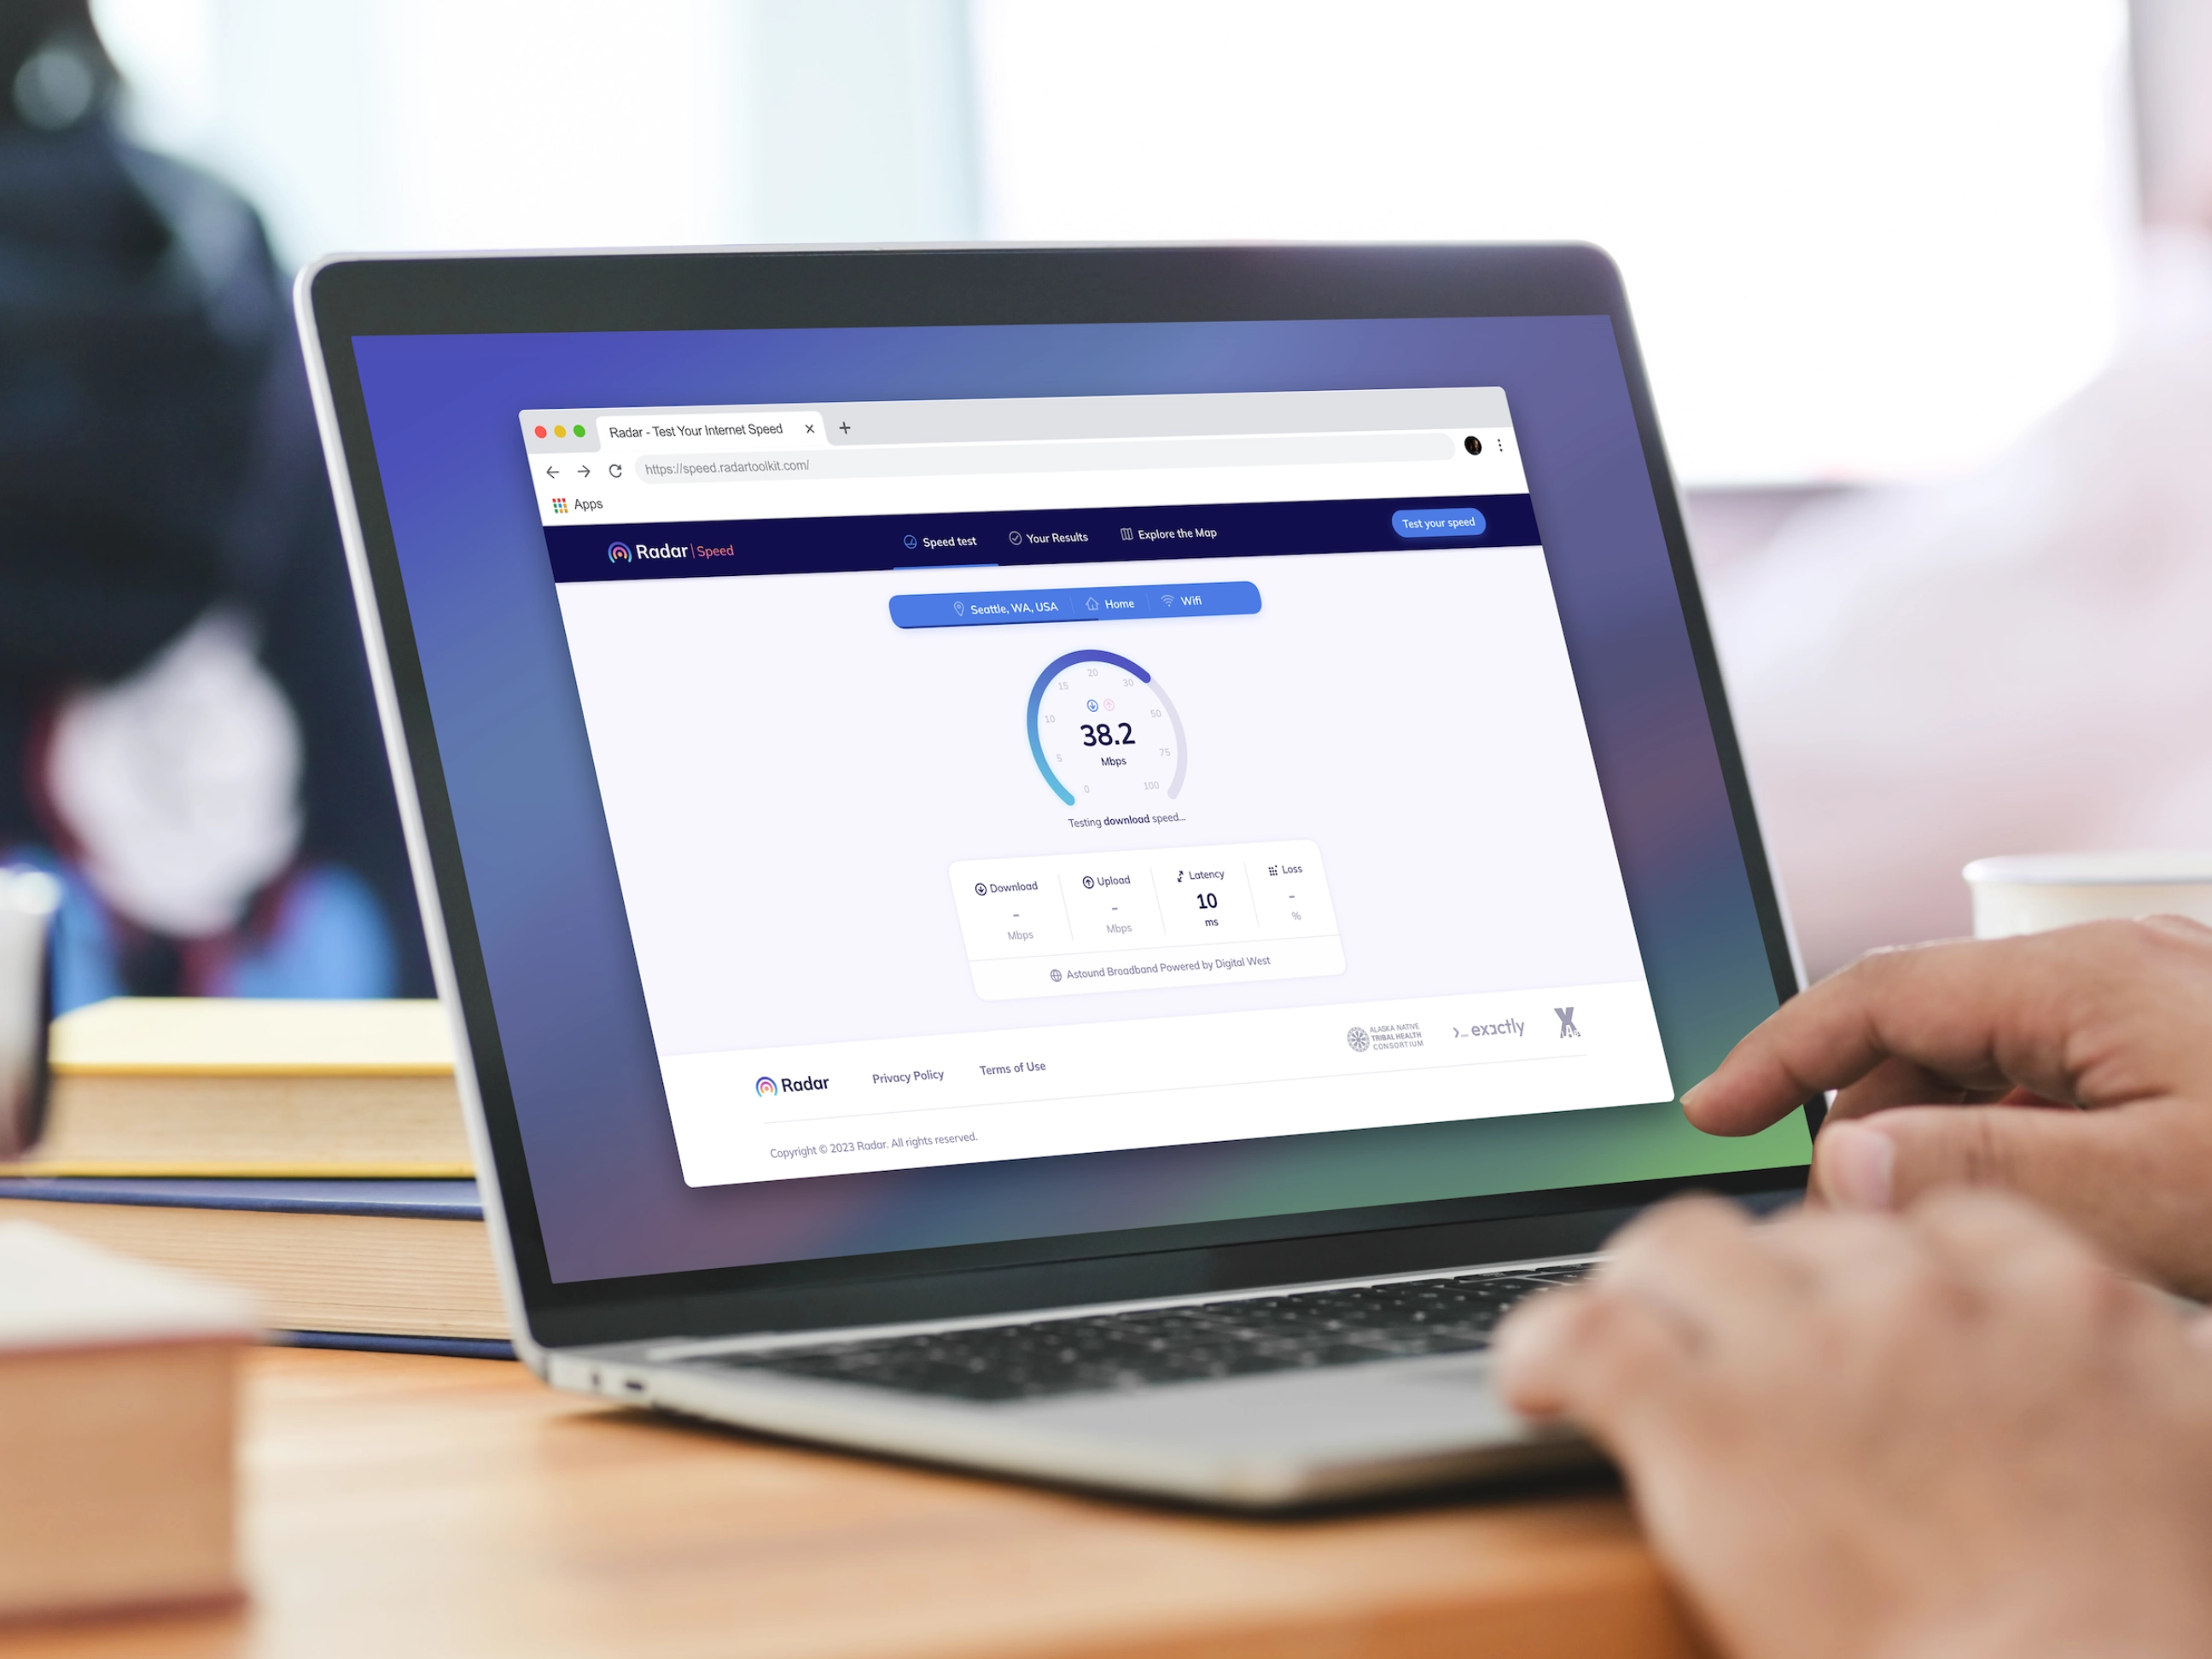 Radar - Test Your Internet Speed
https://speed.radartoolkit.com/
Apps
Radar | Speed
Speed test
Your Results
Explore the Map
Test your speed
Seattle, WA, USA
Home
Wifi
0
5
10
15
20
30
50
75
100
38.2
Mbps
Testing download speed...
Download
-
Mbps
Upload
-
Mbps
Latency
10
ms
Loss
-
%
Astound Broadband Powered by Digital West
Radar
Privacy Policy
Terms of Use
ALASKA NATIVE
TRIBAL HEALTH
CONSORTIUM
>_ exactly
Copyright © 2023 Radar. All rights reserved.